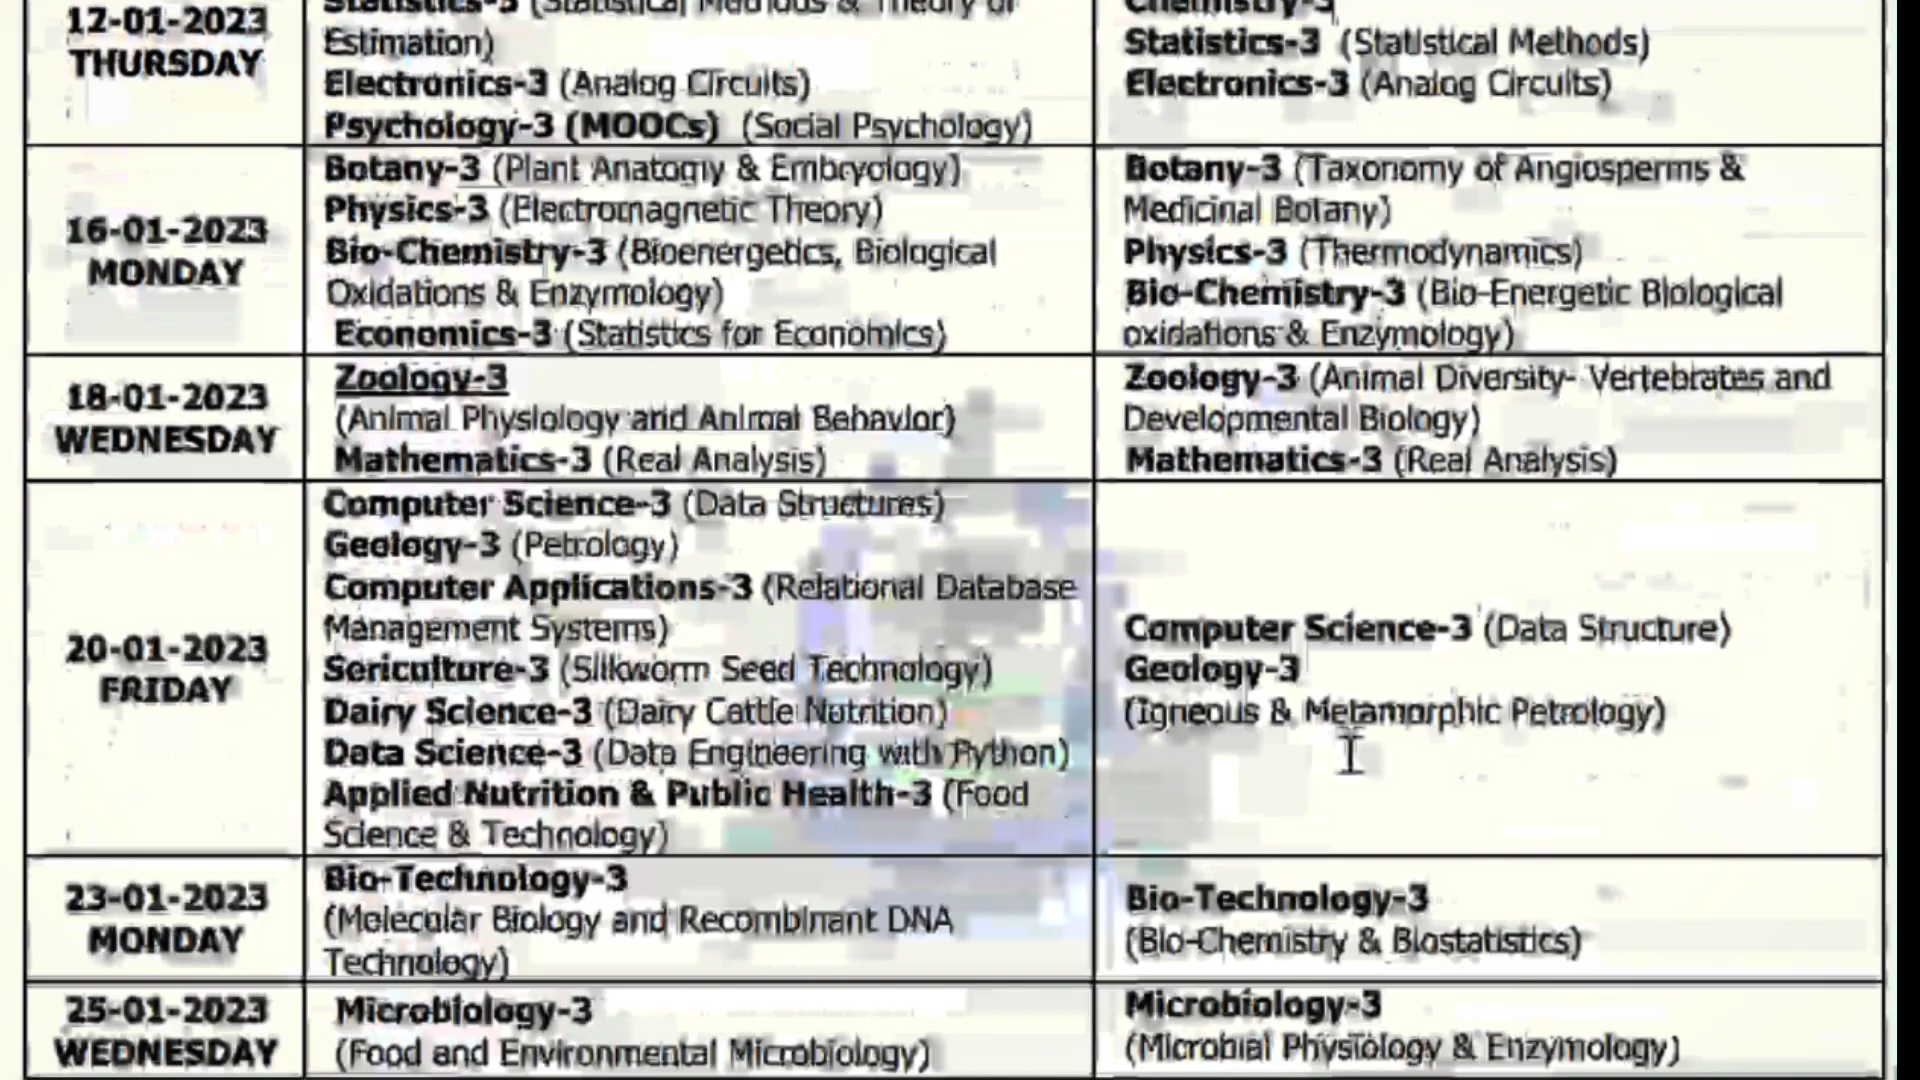 12-01-2023
THURSDAY
Statistics-3 (Statistical Methods & Theory of
Estimation)
Electronics-3 (Analog Circuits)
Psychology-3 (MOOCs) (Social Psychology)
Chemistry-3
Statistics-3 (Statistical Methods)
Electronics-3 (Analog Circuits)
16-01-2023
MONDAY
Botany-3 (Plant Anatomy & Embryology)
Physics-3 (Electromagnetic Theory)
Bio-Chemistry-3 (Bioenergetics, Biological
Oxidations & Enzymology)
Economics-3 (Statistics for Economics)
Botany-3 (Taxonomy of Angiosperms &
Medicinal Botany)
Physics-3 (Thermodynamics)
Bio-Chemistry-3 (Bio-Energetic Biological
oxidations & Enzymology)
18-01-2023
WEDNESDAY
Zoology-3
(Animal Physiology and Animal Behavior)
Mathematics-3 (Real Analysis)
Zoology-3 (Animal Diversity- Vertebrates and
Developmental Biology)
Mathematics-3 (Real Analysis)
20-01-2023
FRIDAY
Computer Science-3 (Data Structures)
Geology-3 (Petrology)
Computer Applications-3 (Relational Database
Management Systems)
Sericulture-3 (Silkworm Seed Technology)
Dairy Science-3 (Dairy Cattle Nutrition)
Data Science-3 (Data Engineering with Python)
Applied Nutrition & Public Health-3 (Food
Science & Technology)
Computer Science-3 (Data Structure)
Geology-3
(Igneous & Metamorphic Petrology)
23-01-2023
MONDAY
Bio-Technology-3
(Molecular Biology and Recombinant DNA
Technology)
Bio-Technology-3
(Bio-Chemistry & Biostatistics)
25-01-2023
WEDNESDAY
Microbiology-3
(Food and Environmental Microbiology)
Microbiology-3
(Microbial Physiology & Enzymology)